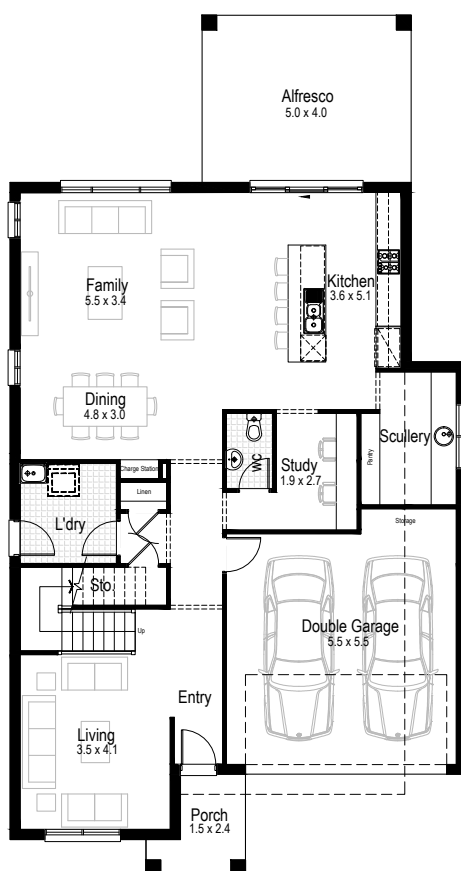 Alfresco
5.0 x 4.0
Family
5.5 x 3.4
Kitchen
3.6 x 5.1
Dining
4.8 x 3.0
Scullery
Pantry
WC
Study
1.9 x 2.7
Charge Station
Linen
L'dry
Storage
Sto.
Up
Double Garage
5.5 x 5.5
Entry
Living
3.5 x 4.1
Porch
1.5 x 2.4